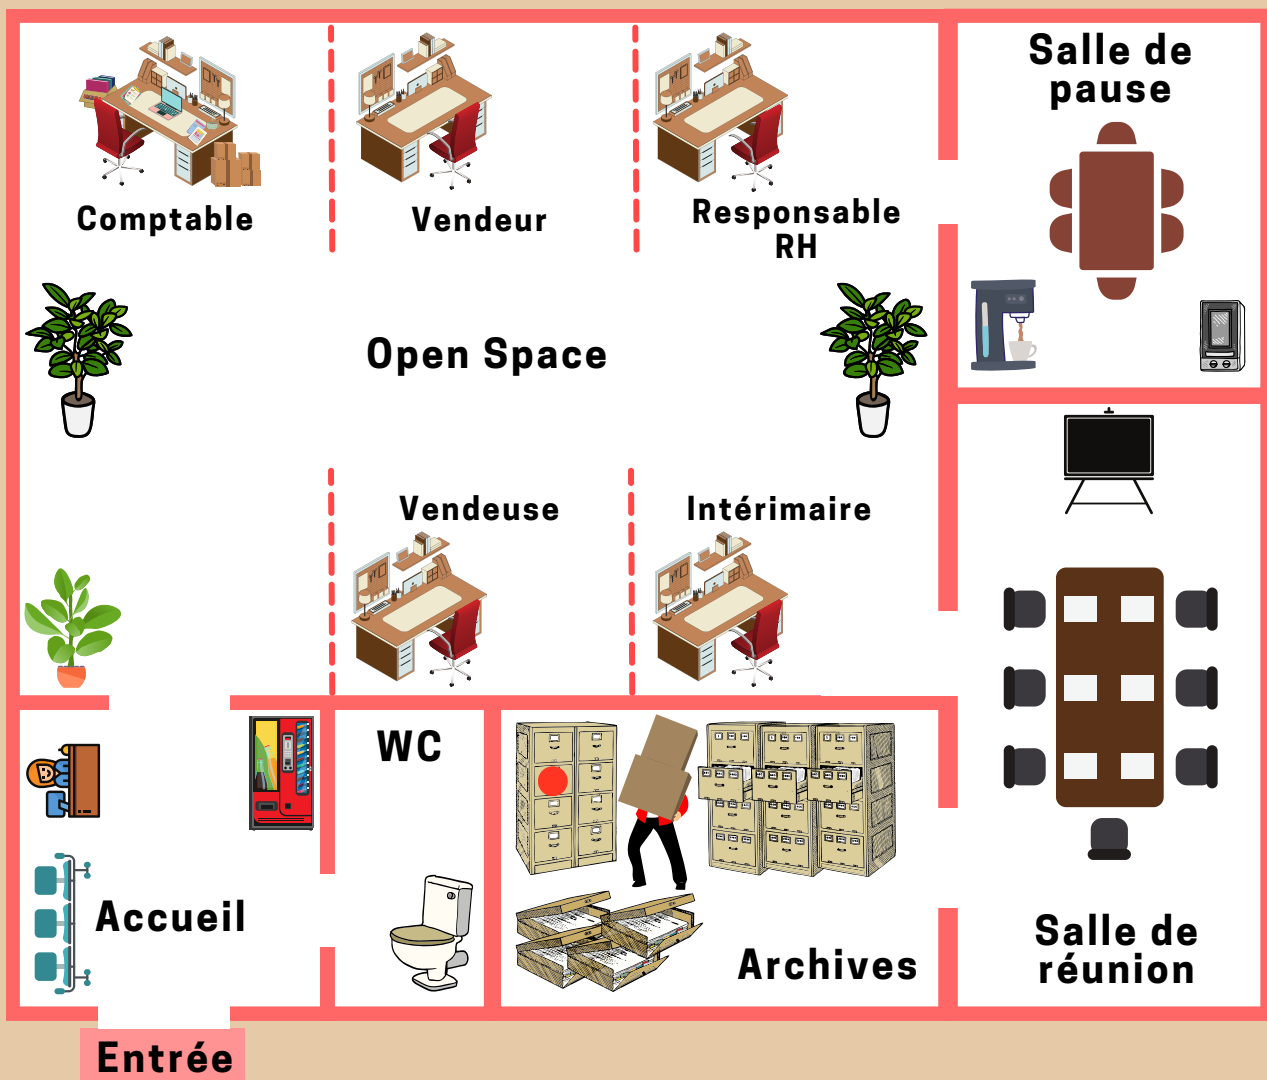 Salle de
pause
Comptable
Vendeur
Responsable
RH
Open Space
Vendeuse
Intérimaire
WC
Accueil
Archives
Salle de
réunion
Entrée